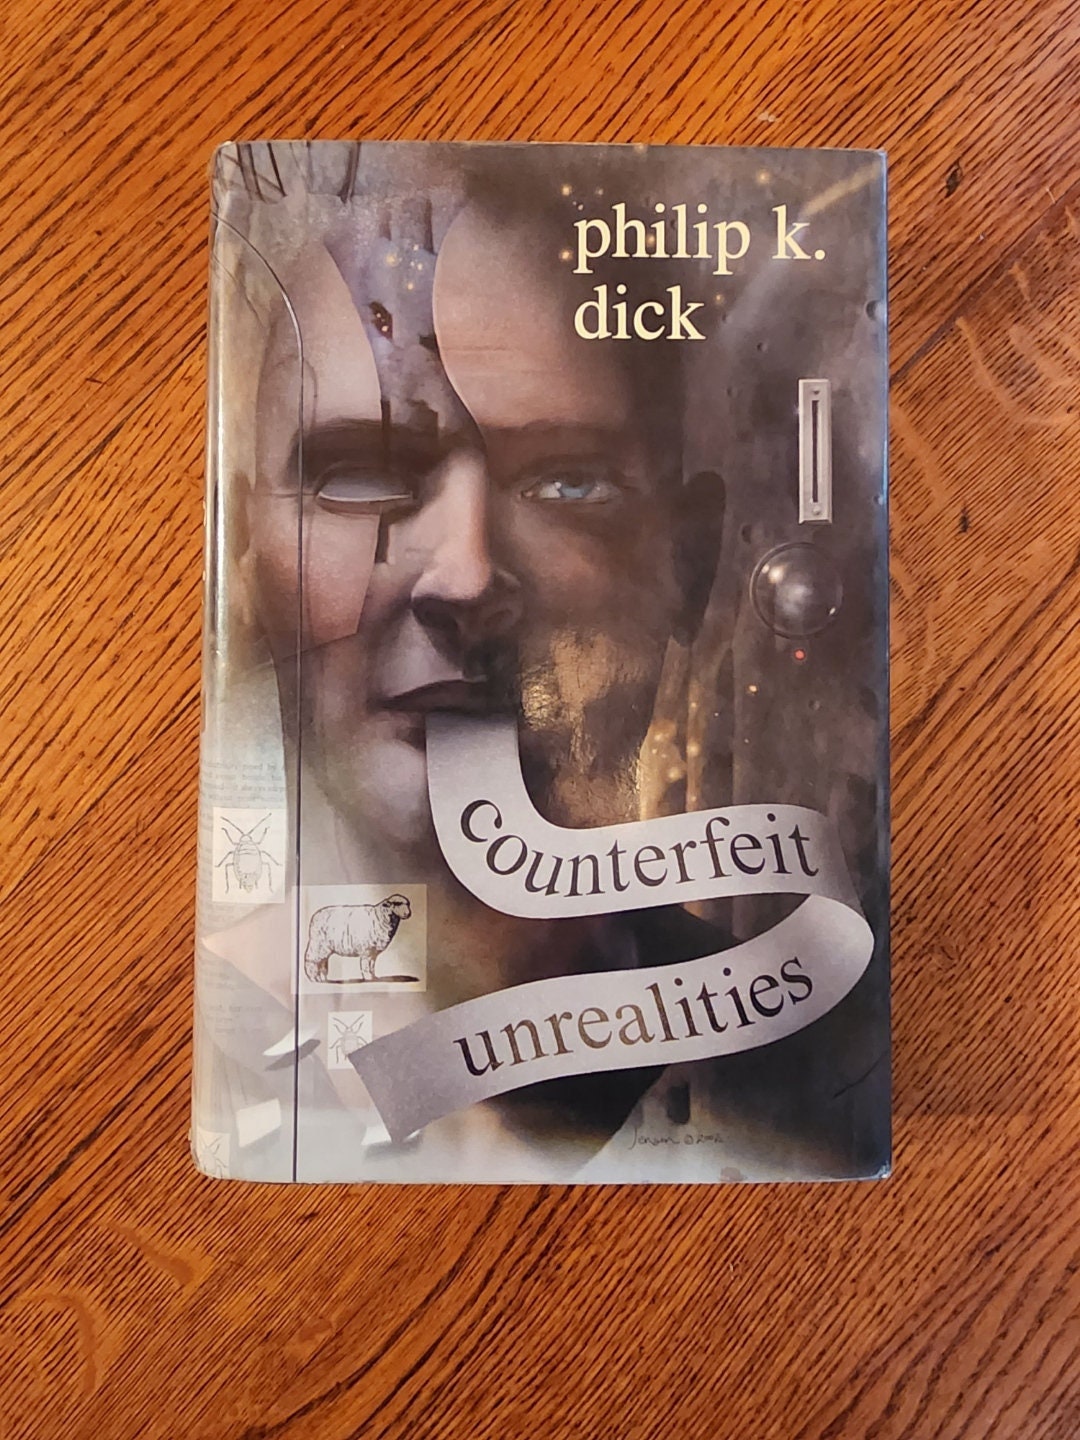 philip k.
dick
counterfeit
unrealities